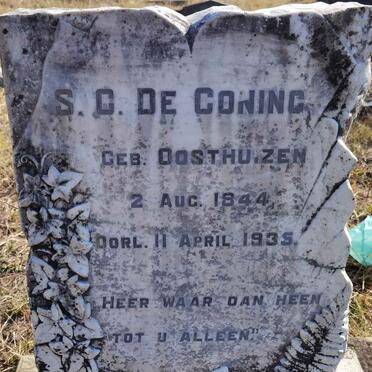 S. C. DE CONING
GEB. OOSTHUIZEN
2 AUG. 1844,
OORL. 11 APRIL 1935.
HEER WAAR DAN HEEN
TOT U ALLEEN."